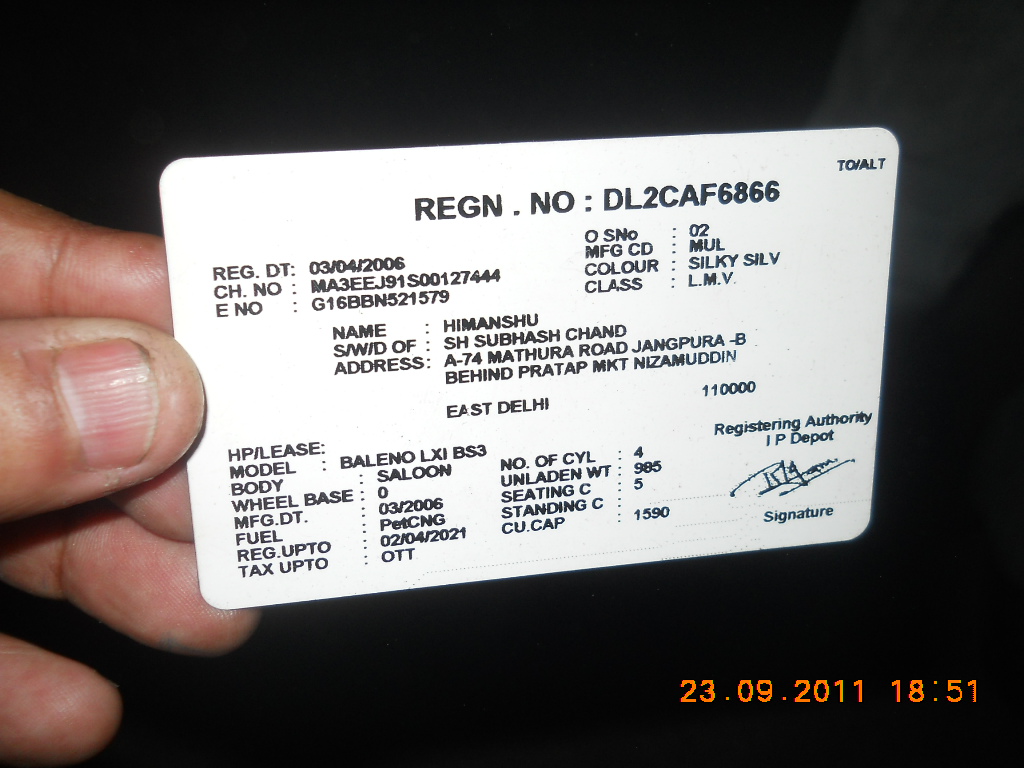 TO/ALT
REGN . NO : DL2CAF6866
REG. DT: 03/04/2006
CH. NO : MA3EEJ91S00127444
E NO : G16BBN521579
O SNo : 02
MFG CD : MUL
COLOUR : SILKY SILV
CLASS : L.M.V.
NAME : HIMANSHU
S/W/D OF : SH SUBHASH CHAND
ADDRESS: A-74 MATHURA ROAD JANGPURA -B
BEHIND PRATAP MKT NIZAMUDDIN
EAST DELHI 110000
HP/LEASE:
MODEL : BALENO LXI BS3
BODY : SALOON
WHEEL BASE : 0
MFG.DT. : 03/2006
FUEL : PetCNG
REG.UPTO : 02/04/2021
TAX UPTO : OTT
NO. OF CYL : 4
UNLADEN WT : 985
SEATING C : 5
STANDING C :
CU.CAP : 1590
Registering Authority
I P Depot
Signature
23.09.2011 18:51